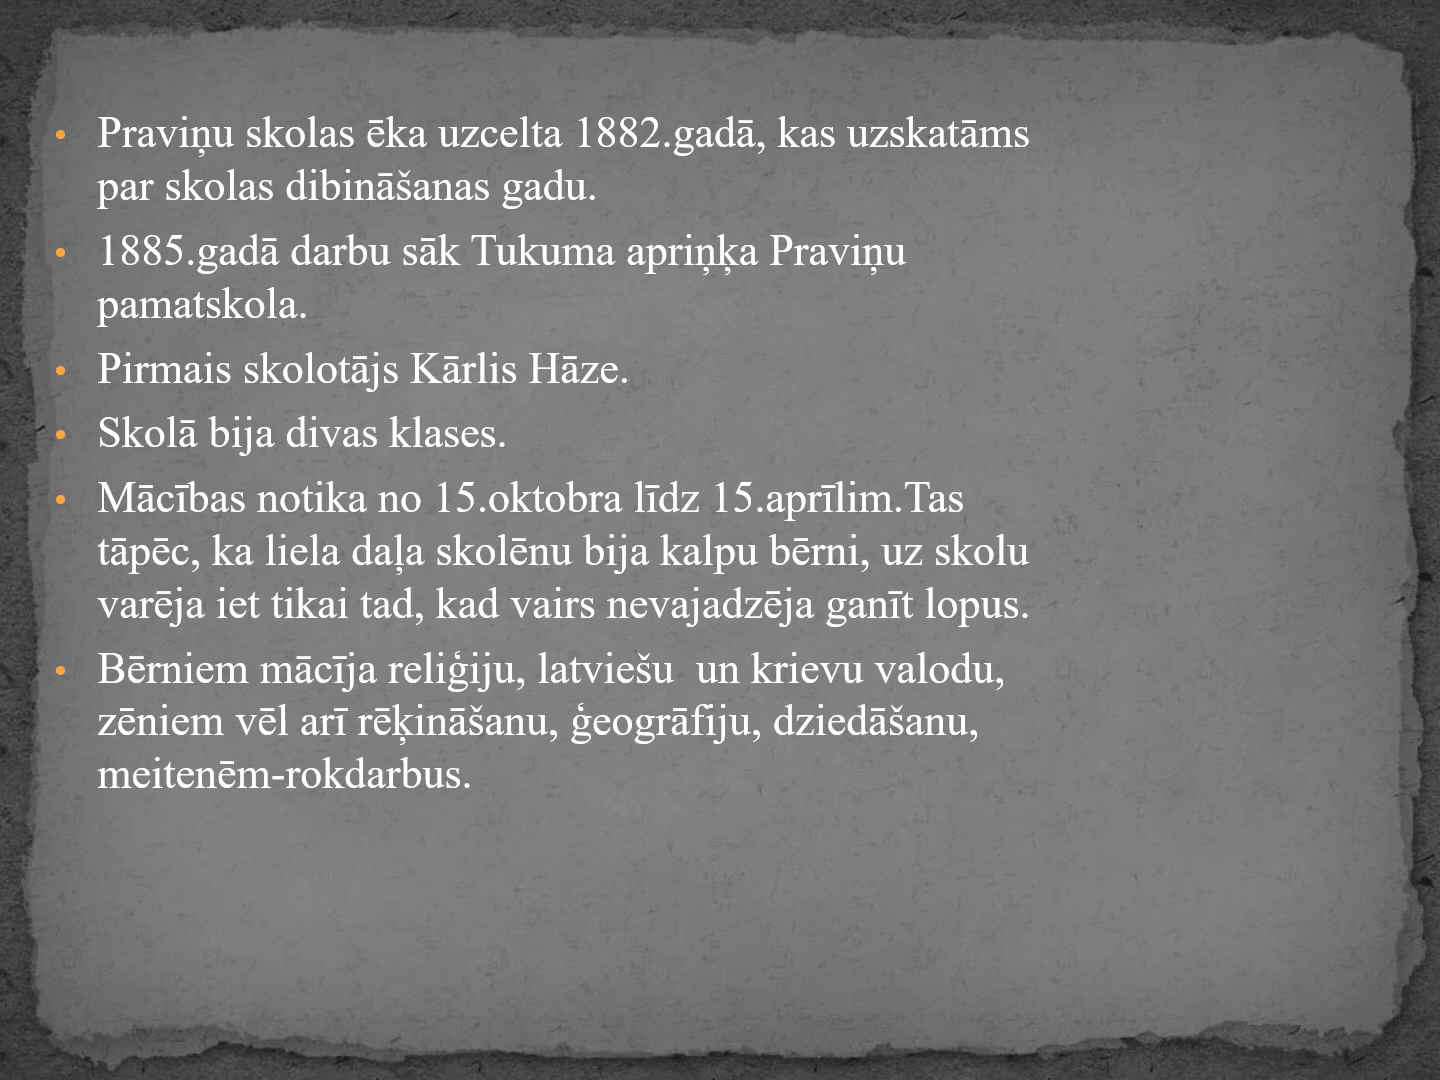 • Praviņu skolas ēka uzcelta 1882.gadā, kas uzskatāms
par skolas dibināšanas gadu.
• 1885.gadā darbu sāk Tukuma apriņķa Praviņu
pamatskola.
• Pirmais skolotājs Kārlis Hāze.
• Skolā bija divas klases.
• Mācības notika no 15.oktobra līdz 15.aprīlim.Tas
tāpēc, ka liela daļa skolēnu bija kalpu bērni, uz skolu
varēja iet tikai tad, kad vairs nevajadzēja ganīt lopus.
• Bērniem mācīja reliģiju, latviešu  un krievu valodu,
zēniem vēl arī rēķināšanu, ģeogrāfiju, dziedāšanu,
meitenēm-rokdarbus.